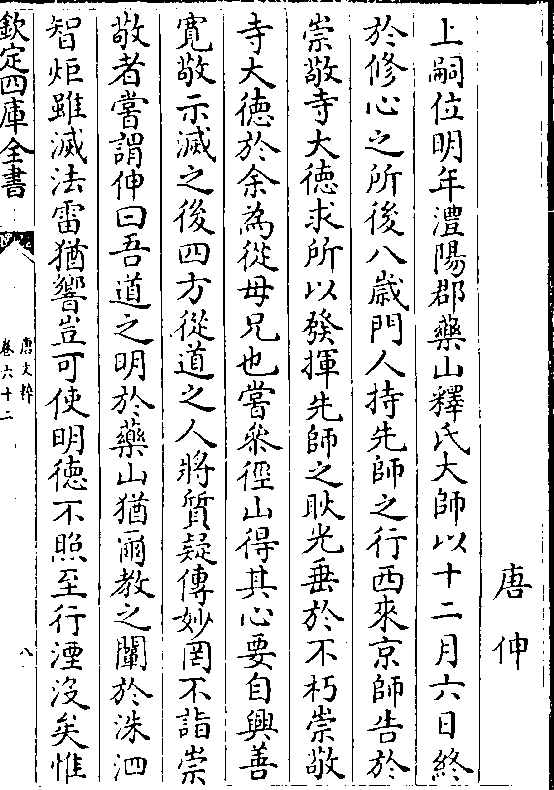 唐伸
上嗣位明年澧陽郡藥山釋氏大師以十二月六日終
於修心之所後八歲門人持先師之行西來京師告於
崇敬寺大德求所以發揮先師之耿光垂於不朽崇敬
寺大德於余為從母兄也嘗叅徑山得其心要自興善
寛敬示滅之後四方從道之人將質疑傳妙罔不詣崇
敬者嘗謂伸曰吾道之明於藥山猶爾教之闡於洙泗
智炬雖滅法雷猶響豈可使明德不照至行湮沒矣惟
欽定四庫全書
唐文粹
卷六十二
八